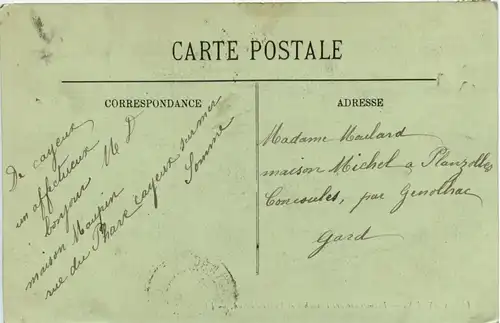 CARTE POSTALE
CORRESPONDANCE
De cayeux
un affectueux
bonjour M D
maison Maupin
rue du Phare cayeux sur mer
Somme
ADRESSE
Madame Maulard
maison Michel a Planzolles
Concoules, par Genolhac
Gard